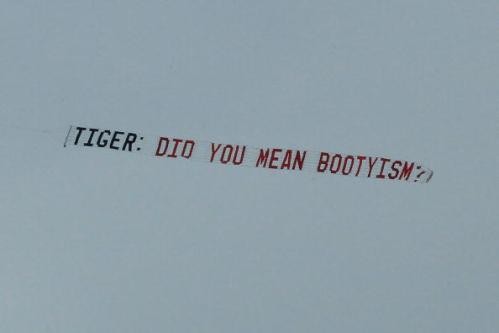 TIGER: DID YOU MEAN BOOTYISM?